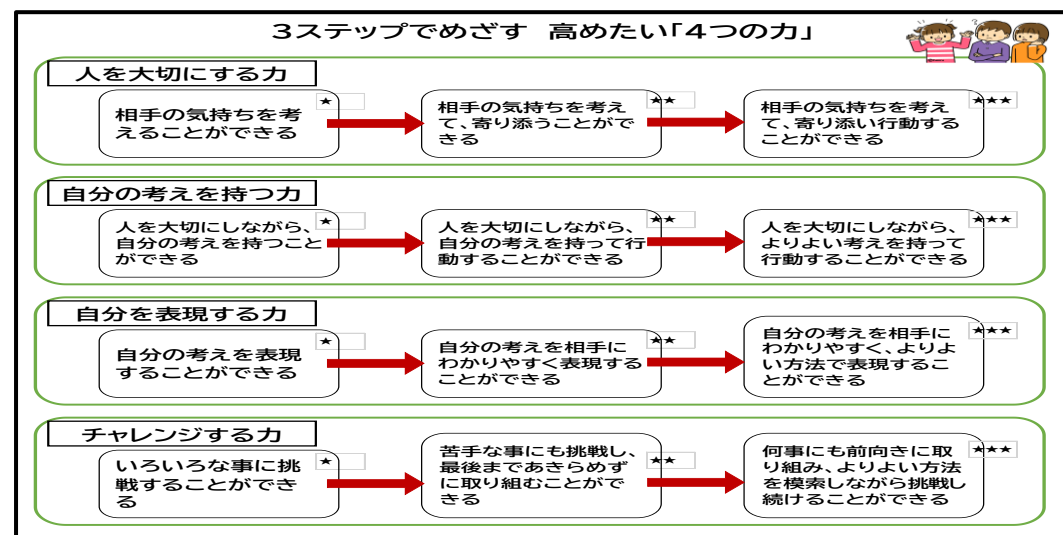 3ステップでめざす 高めたい「4つの力」
人を大切にする力
★
相手の気持ちを考
えることができる
★★
相手の気持ちを考え
て、寄り添うことがで
きる
★★★
相手の気持ちを考え
て、寄り添い行動する
ことができる
自分の考えを持つ力
★
人を大切にしながら、
自分の考えを持つこと
ができる
★★
人を大切にしながら、
自分の考えを持って行
動することができる
★★★
人を大切にしながら、
よりよい考えを持って
行動することができる
自分を表現する力
★
自分の考えを表現
することができる
★★
自分の考えを相手に
わかりやすく表現する
ことができる
★★★
自分の考えを相手に
わかりやすく、よりよ
い方法で表現するこ
とができる
チャレンジする力
★
いろいろな事に挑
戦することができ
る
★★
苦手な事にも挑戦し、
最後まであきらめず
に取り組むことがで
きる
★★★
何事にも前向きに取
り組み、よりよい方法
を模索しながら挑戦し
続けることができる